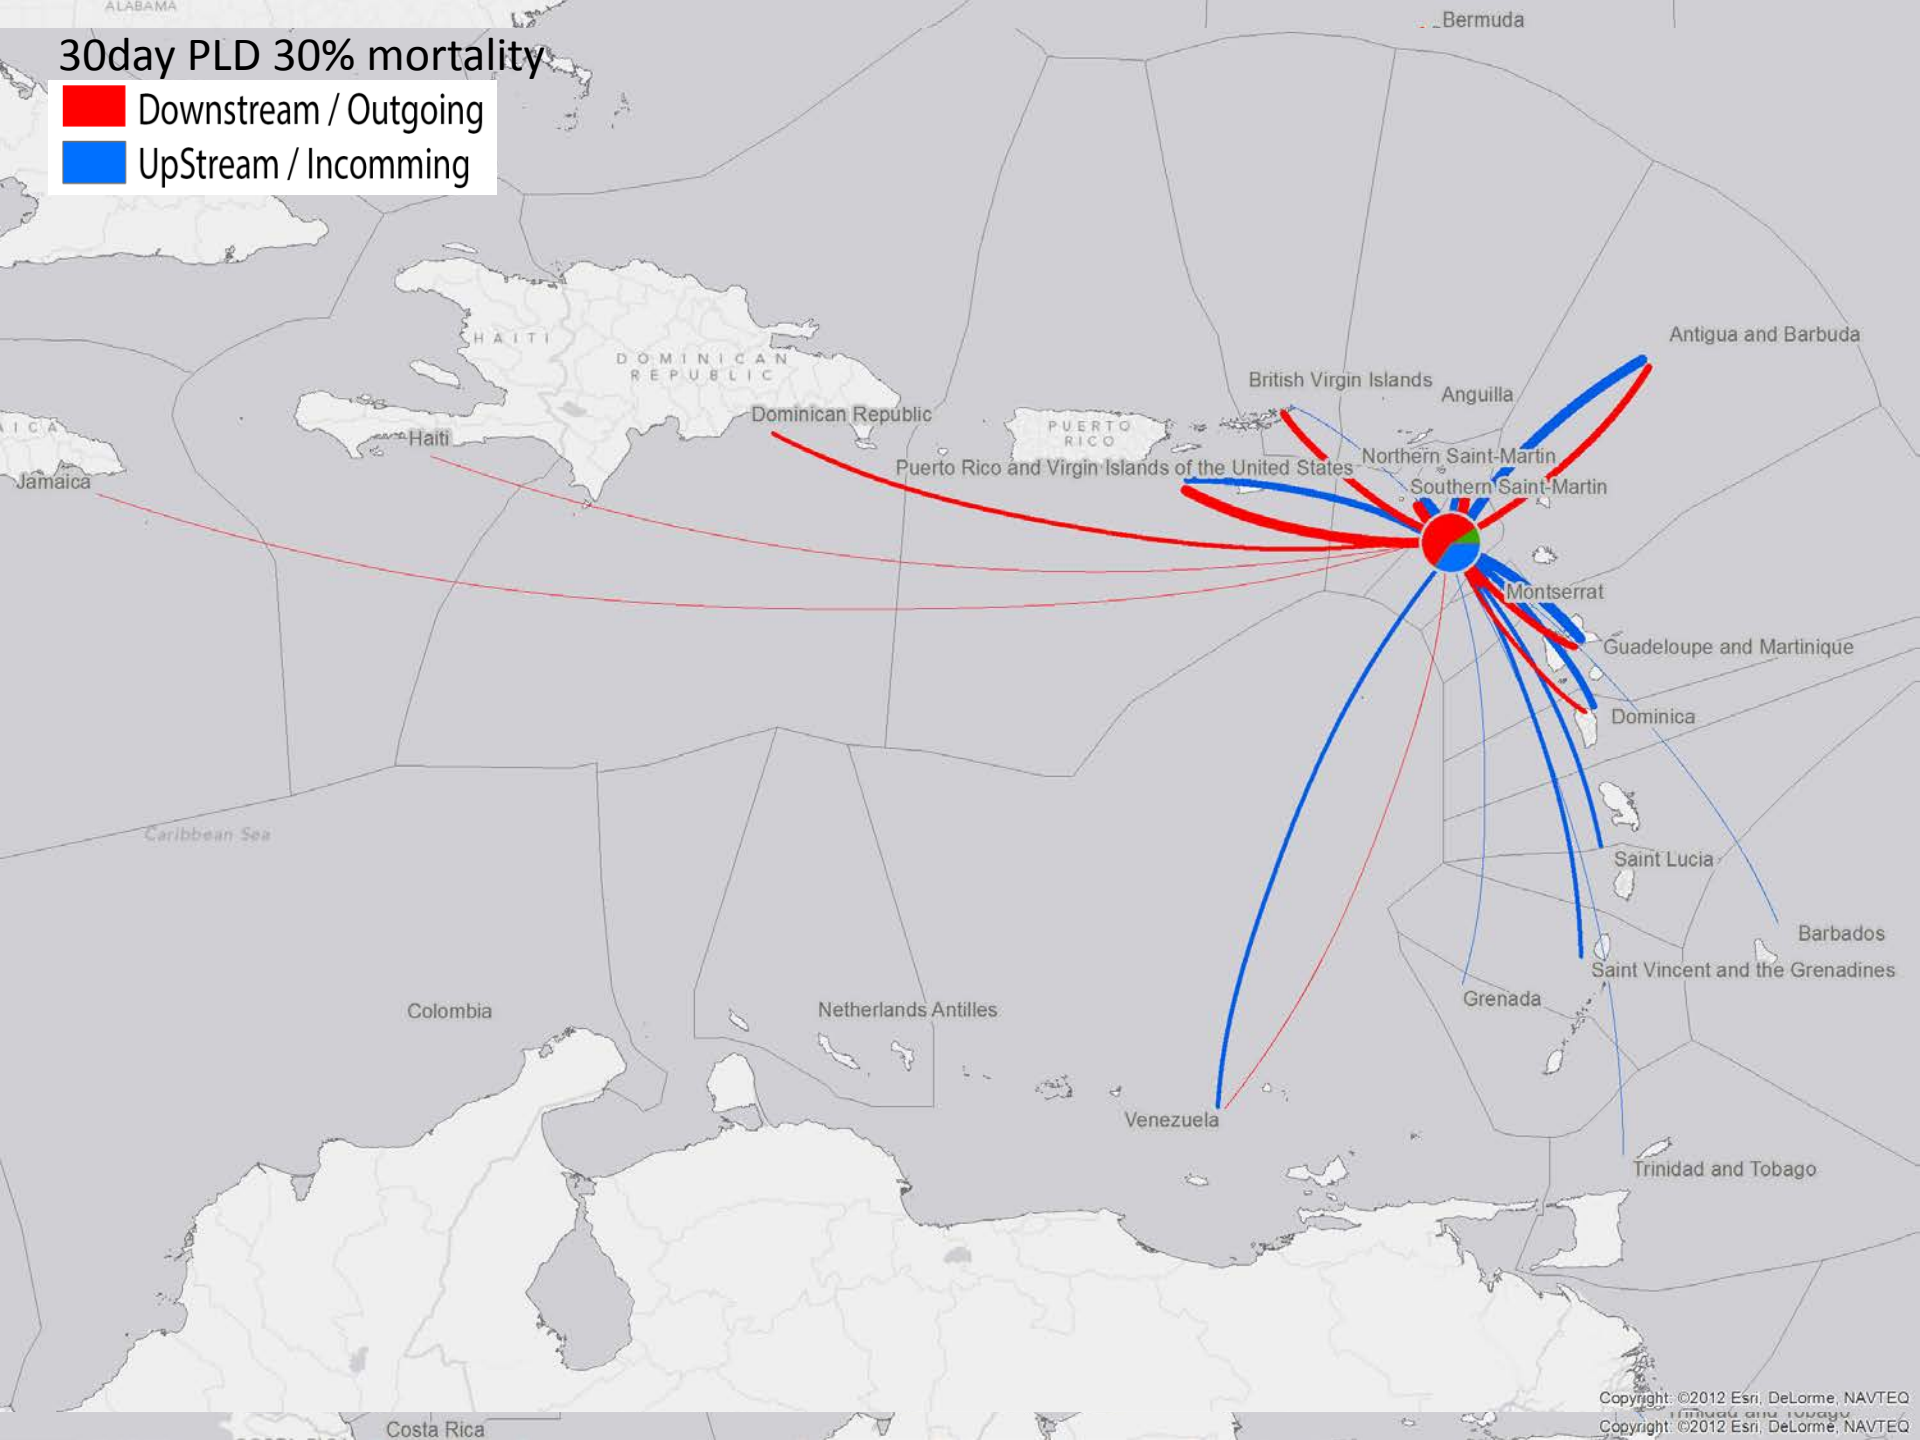 ALABAMA
Bermuda
30day PLD 30% mortality
Downstream / Outgoing
UpStream / Incomming
Antigua and Barbuda
HAITI
DOMINICAN
REPUBLIC
British Virgin Islands
Anguilla
Dominican Republic
PUERTO
RICO
AICA
Haiti
Jamaica
Northern Saint-Martin
Puerto Rico and Virgin Islands of the United States
Southern Saint-Martin
Montserrat
Guadeloupe and Martinique
Dominica
Caribbean Sea
Saint Lucia
Barbados
Saint Vincent and the Grenadines
Grenada
Colombia
Netherlands Antilles
Venezuela
Trinidad and Tobago
Copyright: ©2012 Esri, DeLorme, NAVTEQ
Trinidad and Tobago
Costa Rica
Copyright: ©2012 Esri, DeLorme, NAVTEQ